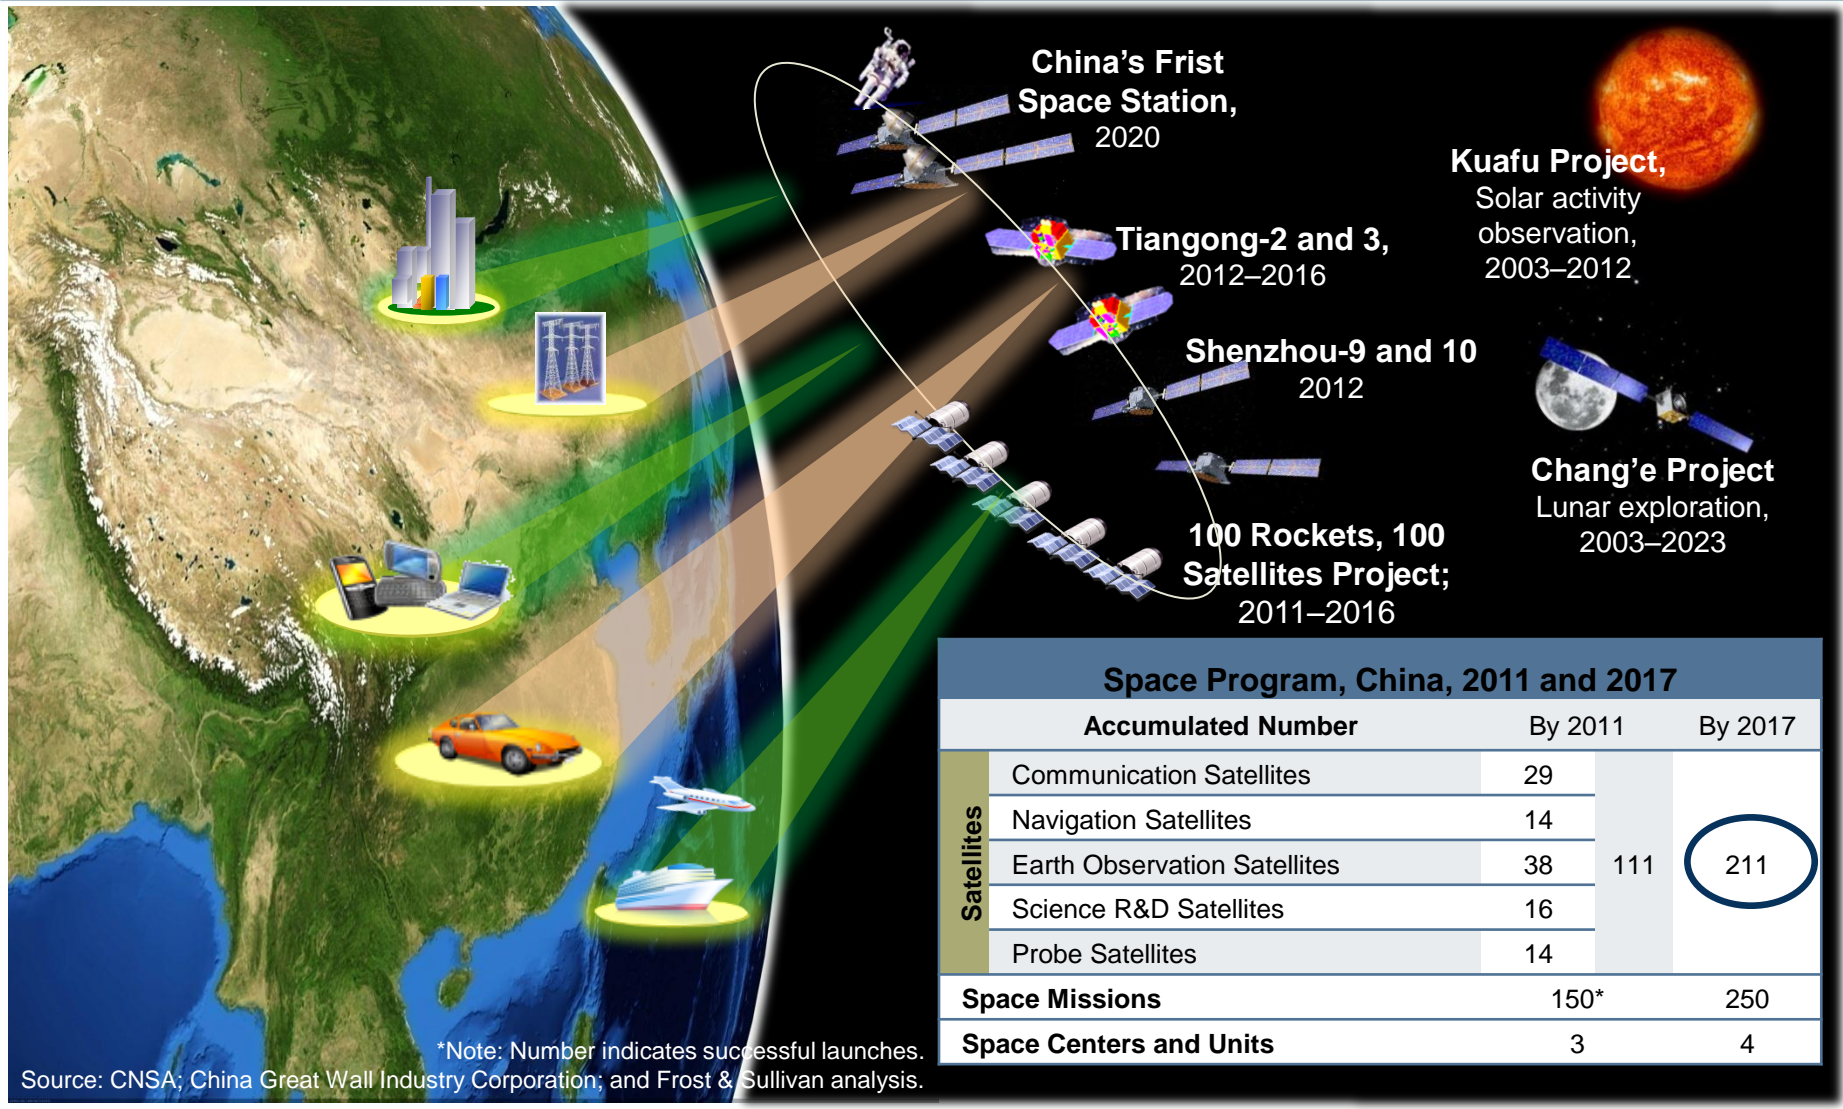 China’s Frist
Space Station,
2020
Kuafu Project,
Solar activity
observation,
2003–2012
Tiangong-2 and 3,
2012–2016
Shenzhou-9 and 10
2012
Chang’e Project
Lunar exploration,
2003–2023
100 Rockets, 100
Satellites Project;
2011–2016
Space Program, China, 2011 and 2017
Accumulated Number By 2011 By 2017
Satellites
Communication Satellites 29
Navigation Satellites 14
Earth Observation Satellites 38 111 211
Science R&D Satellites 16
Probe Satellites 14
Space Missions 150* 250
Space Centers and Units 3 4
*Note: Number indicates successful launches.
Source: CNSA; China Great Wall Industry Corporation; and Frost & Sullivan analysis.